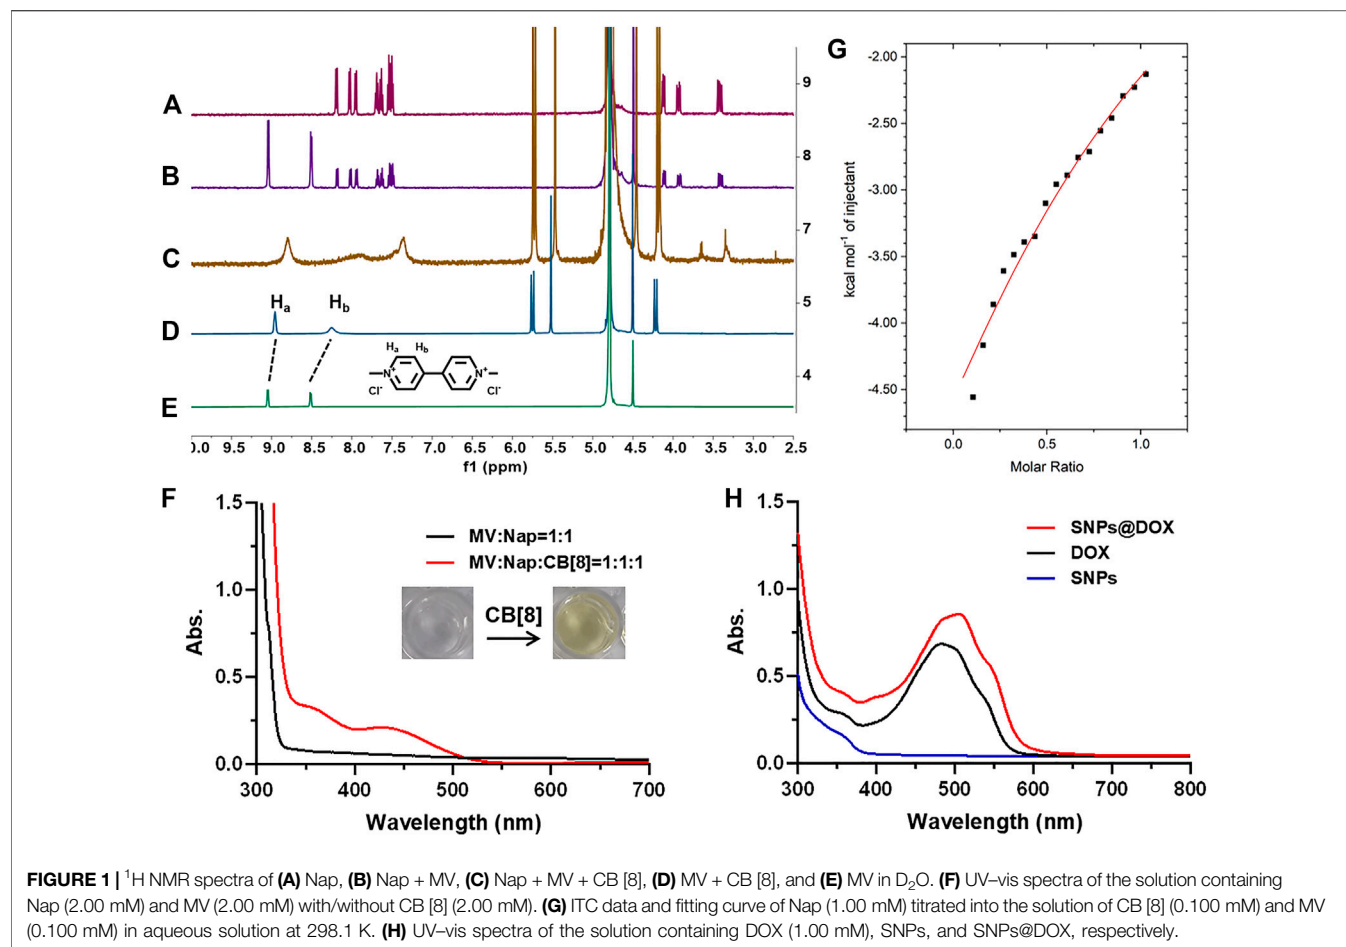 A
B
C
D
E
9
8
7
5
4
Ha
Hb
Ha Hb
N+ N+
Cl- Cl-
0.0 9.5 9.0 8.5 8.0 7.5 7.0 6.5 6.0 5.5 5.0 4.5 4.0 3.5 3.0 2.5
f1 (ppm)
G
-2.00
-2.50
-3.00
-3.50
-4.00
-4.50
kcal mol-1 of injectant
0.0 0.5 1.0
Molar Ratio
F
1.5
1.0
0.5
0.0
Abs.
MV:Nap=1:1
MV:Nap:CB[8]=1:1:1
CB[8]
300 400 500 600 700
Wavelength (nm)
H
1.5
1.0
0.5
0.0
Abs.
SNPs@DOX
DOX
SNPs
300 400 500 600 700 800
Wavelength (nm)
FIGURE 1 | 1H NMR spectra of (A) Nap, (B) Nap + MV, (C) Nap + MV + CB [8], (D) MV + CB [8], and (E) MV in D2O. (F) UV–vis spectra of the solution containing
Nap (2.00 mM) and MV (2.00 mM) with/without CB [8] (2.00 mM). (G) ITC data and fitting curve of Nap (1.00 mM) titrated into the solution of CB [8] (0.100 mM) and MV
(0.100 mM) in aqueous solution at 298.1 K. (H) UV–vis spectra of the solution containing DOX (1.00 mM), SNPs, and SNPs@DOX, respectively.